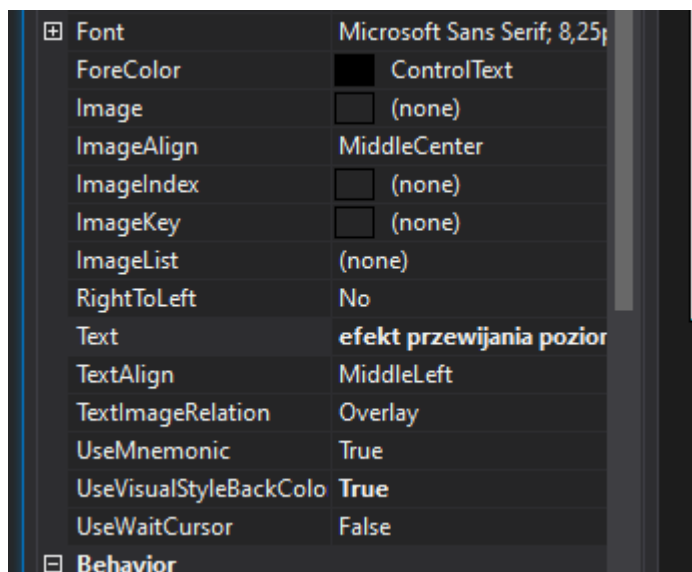 Font Microsoft Sans Serif; 8,25p
ForeColor ControlText
Image (none)
ImageAlign MiddleCenter
ImageIndex (none)
ImageKey (none)
ImageList (none)
RightToLeft No
Text efekt przewijania pozior
TextAlign MiddleLeft
TextImageRelation Overlay
UseMnemonic True
UseVisualStyleBackColo True
UseWaitCursor False
Behavior